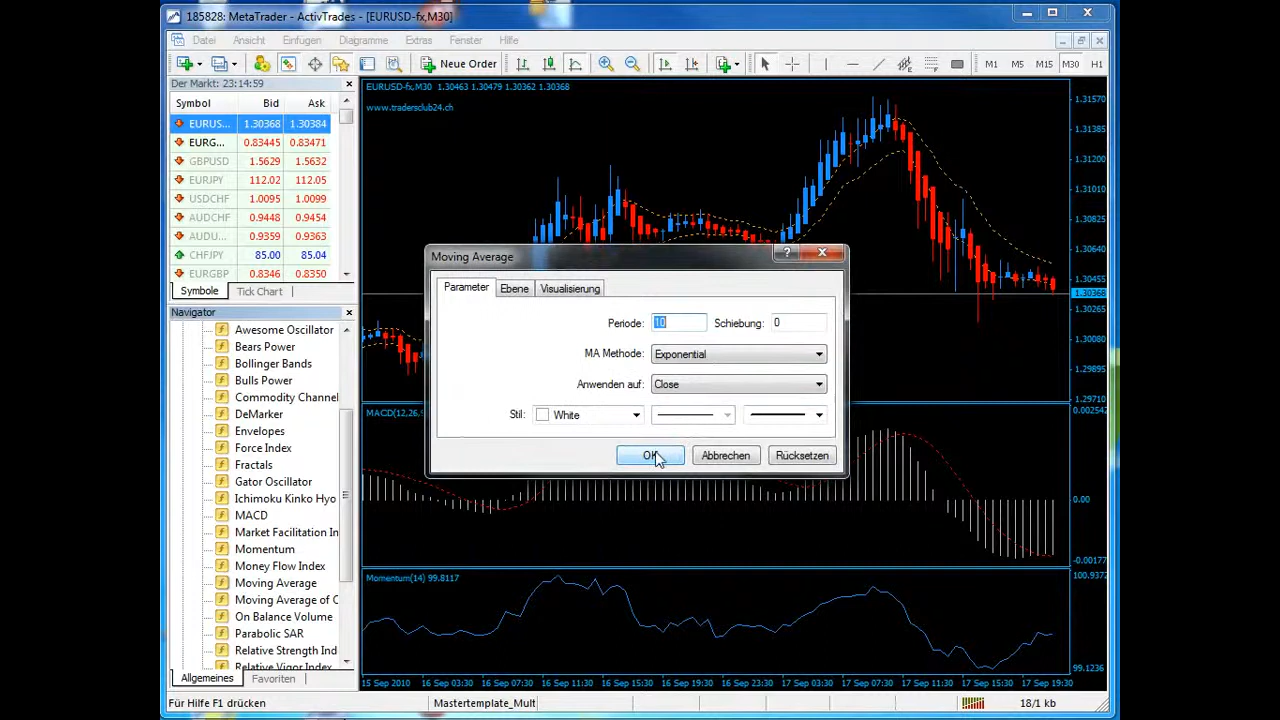 185828: MetaTrader - ActivTrades - [EURUSD-fx,M30]
Datei Ansicht Einfügen Diagramme Extras Fenster Hilfe
Neue Order M1 M5 M15 M30 H1
Der Markt: 23:14:59
Symbol Bid Ask
EURUS... 1.30368 1.30384
EURG... 0.83445 0.83471
GBPUSD 1.5629 1.5632
EURJPY 112.02 112.05
USDCHF 1.0095 1.0099
AUDCHF 0.9448 0.9454
AUDU... 0.9359 0.9363
CHFJPY 85.00 85.04
EURGBP 0.8346 0.8350
Symbole Tick Chart
Navigator
Awesome Oscillator
Bears Power
Bollinger Bands
Bulls Power
Commodity Channel
DeMarker
Envelopes
Force Index
Fractals
Gator Oscillator
Ichimoku Kinko Hyo
MACD
Market Facilitation In
Momentum
Money Flow Index
Moving Average
Moving Average of O
On Balance Volume
Parabolic SAR
Relative Strength Ind
Relative Vigor Index
Allgemeines Favoriten
EURUSD-fx,M30 1.30463 1.30479 1.30362 1.30368
www.tradersclub24.ch
1.31570
1.31385
1.31200
1.31010
1.30825
1.30640
1.30455
1.30368
1.30080
1.29895
1.29710
Moving Average
Parameter Ebene Visualisierung
Periode: 10 Schiebung: 0
MA Methode: Exponential
Anwenden auf: Close
Stil: White
OK Abbrechen Rücksetzen
MACD(12,26,9
0.002542
0.00
-0.00177
Momentum(14) 99.8117
100.9372
99.1236
15 Sep 2010 16 Sep 03:30 16 Sep 07:30 16 Sep 11:30 16 Sep 15:30 16 Sep 19:30 16 Sep 23:30 17 Sep 03:30 17 Sep 07:30 17 Sep 11:30 17 Sep 15:30 17 Sep 19:30
Für Hilfe F1 drücken Mastertemplate_Mult 18/1 kb